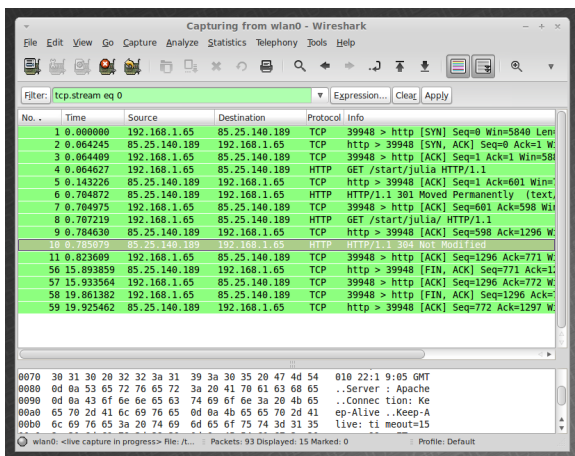 Capturing from wlan0 - Wireshark
File Edit View Go Capture Analyze Statistics Telephony Tools Help
Filter: tcp.stream eq 0 Expression... Clear Apply
No. . Time Source Destination Protocol Info
1 0.000000 192.168.1.65 85.25.140.189 TCP 39948 > http [SYN] Seq=0 Win=5840 Len=
2 0.064245 85.25.140.189 192.168.1.65 TCP http > 39948 [SYN, ACK] Seq=0 Ack=1 W
3 0.064409 192.168.1.65 85.25.140.189 TCP 39948 > http [ACK] Seq=1 Ack=1 Win=588
4 0.064627 192.168.1.65 85.25.140.189 HTTP GET /start/julia HTTP/1.1
5 0.143226 85.25.140.189 192.168.1.65 TCP http > 39948 [ACK] Seq=1 Ack=601 Win=
6 0.704872 85.25.140.189 192.168.1.65 HTTP HTTP/1.1 301 Moved Permanently (text,
7 0.704975 192.168.1.65 85.25.140.189 TCP 39948 > http [ACK] Seq=601 Ack=598 Wi
8 0.707219 192.168.1.65 85.25.140.189 HTTP GET /start/julia/ HTTP/1.1
9 0.784630 85.25.140.189 192.168.1.65 TCP http > 39948 [ACK] Seq=598 Ack=1296 W
10 0.785079 85.25.140.189 192.168.1.65 HTTP HTTP/1.1 304 Not Modified
11 0.823609 192.168.1.65 85.25.140.189 TCP 39948 > http [ACK] Seq=1296 Ack=771 W
56 15.893859 85.25.140.189 192.168.1.65 TCP http > 39948 [FIN, ACK] Seq=771 Ack=12
57 15.933564 192.168.1.65 85.25.140.189 TCP 39948 > http [ACK] Seq=1296 Ack=772 W
58 19.861382 192.168.1.65 85.25.140.189 TCP 39948 > http [FIN, ACK] Seq=1296 Ack=
59 19.925462 85.25.140.189 192.168.1.65 TCP http > 39948 [ACK] Seq=772 Ack=1297 W
0070 30 31 30 20 32 32 3a 31 39 3a 30 35 20 47 4d 54 010 22:1 9:05 GMT
0080 0d 0a 53 65 72 76 65 72 3a 20 41 70 61 63 68 65 ..Server : Apache
0090 0d 0a 43 6f 6e 6e 65 63 74 69 6f 6e 3a 20 4b 65 ..Connec tion: Ke
00a0 65 70 2d 41 6c 69 76 65 0d 0a 4b 65 65 70 2d 41 ep-Alive ..Keep-A
00b0 6c 69 76 65 3a 20 74 69 6d 65 6f 75 74 3d 31 35 live: ti meout=15
wlan0: <live capture in progress> File: /t... Packets: 93 Displayed: 15 Marked: 0 Profile: Default